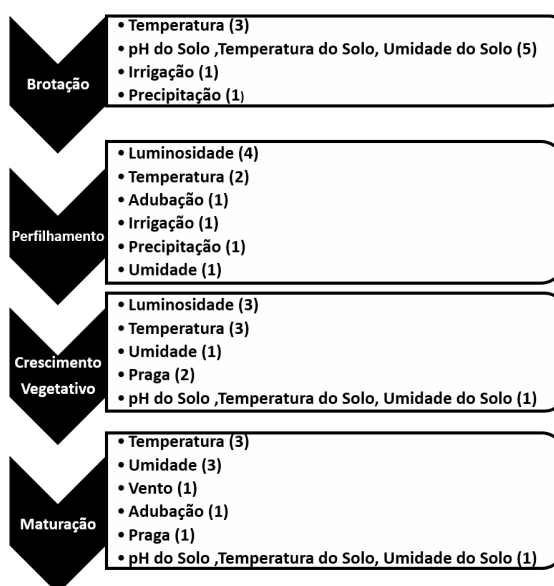 Brotação
• Temperatura (3)
• pH do Solo ,Temperatura do Solo, Umidade do Solo (5)
• Irrigação (1)
• Precipitação (1)
Perfilhamento
• Luminosidade (4)
• Temperatura (2)
• Adubação (1)
• Irrigação (1)
• Precipitação (1)
• Umidade (1)
Crescimento
Vegetativo
• Luminosidade (3)
• Temperatura (3)
• Umidade (1)
• Praga (2)
• pH do Solo ,Temperatura do Solo, Umidade do Solo (1)
Maturação
• Temperatura (3)
• Umidade (3)
• Vento (1)
• Adubação (1)
• Praga (1)
• pH do Solo ,Temperatura do Solo, Umidade do Solo (1)